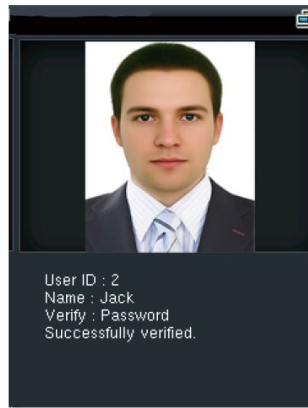 User ID : 2
Name : Jack
Verify : Password
Successfully verified.